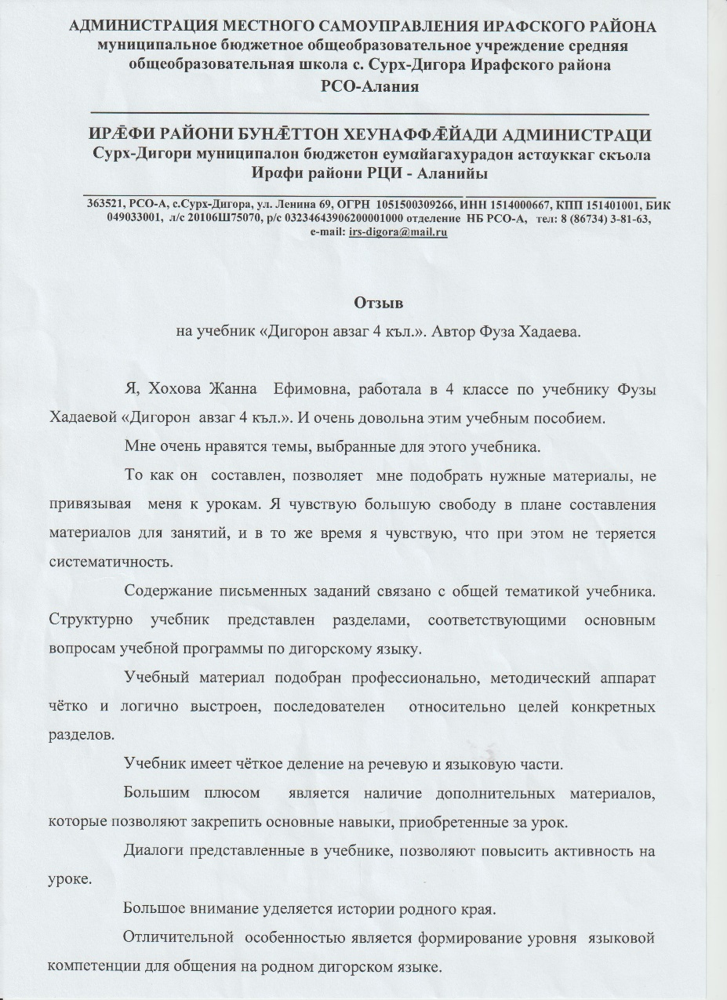 АДМИНИСТРАЦИЯ МЕСТНОГО САМОУПРАВЛЕНИЯ ИРАФСКОГО РАЙОНА
муниципальное бюджетное общеобразовательное учреждение средняя
общеобразовательная школа с. Сурх-Дигора Ирафского района
РСО-Алания
ИРǢФИ РАЙОНИ БУНǢТТОН ХЕУНАФФǢЙАДИ АДМИНИСТРАЦИ
Сурх-Дигори муниципалон бюджетон еумαйагахурадон астαуккаг скъола
Ирαфи райони РЦИ - Аланийы
363521, РСО-А, с.Сурх-Дигора, ул. Ленина 69, ОГРН 1051500309266, ИНН 1514000667, КПП 151401001, БИК
049033001, л/с 20106Ш75070, р/с 03234643906200001000 отделение НБ РСО-А, тел: 8 (86734) 3-81-63,
e-mail: irs-digora@mail.ru
Отзыв
на учебник «Дигорон авзаг 4 къл.». Автор Фуза Хадаева.
Я, Хохова Жанна Ефимовна, работала в 4 классе по учебнику Фузы
Хадаевой «Дигорон авзаг 4 къл.». И очень довольна этим учебным пособием.
Мне очень нравятся темы, выбранные для этого учебника.
То как он составлен, позволяет мне подобрать нужные материалы, не
привязывая меня к урокам. Я чувствую большую свободу в плане составления
материалов для занятий, и в то же время я чувствую, что при этом не теряется
систематичность.
Содержание письменных заданий связано с общей тематикой учебника.
Структурно учебник представлен разделами, соответствующими основным
вопросам учебной программы по дигорскому языку.
Учебный материал подобран профессионально, методический аппарат
чётко и логично выстроен, последователен относительно целей конкретных
разделов.
Учебник имеет чёткое деление на речевую и языковую части.
Большим плюсом является наличие дополнительных материалов,
которые позволяют закрепить основные навыки, приобретенные за урок.
Диалоги представленные в учебнике, позволяют повысить активность на
уроке.
Большое внимание уделяется истории родного края.
Отличительной особенностью является формирование уровня языковой
компетенции для общения на родном дигорском языке.